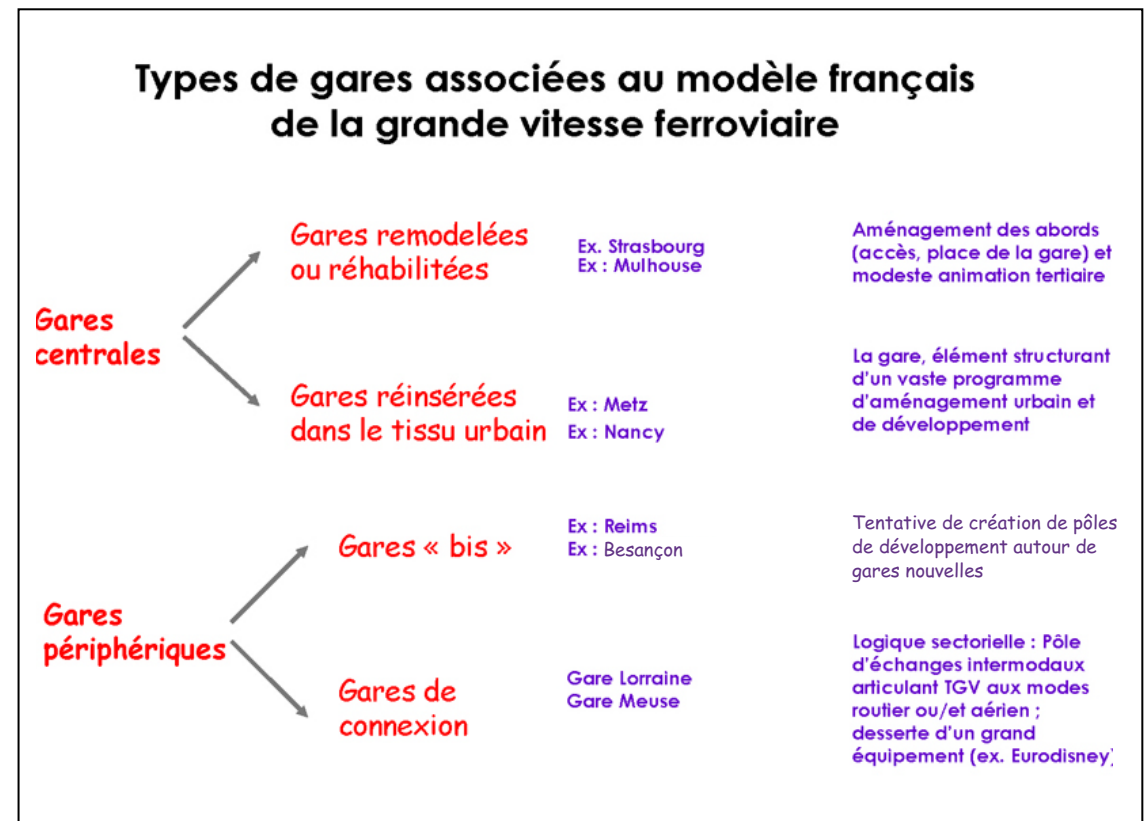 Types de gares associées au modèle français
de la grande vitesse ferroviaire
Gares
centrales
Gares remodelées
ou réhabilitées
Ex. Strasbourg
Ex : Mulhouse
Aménagement des abords
(accès, place de la gare) et
modeste animation tertiaire
Gares réinsérées
dans le tissu urbain
Ex : Metz
Ex : Nancy
La gare, élément structurant
d'un vaste programme
d'aménagement urbain et
de développement
Gares
périphériques
Gares « bis »
Ex : Reims
Ex : Besançon
Tentative de création de pôles
de développement autour de
gares nouvelles
Gares de
connexion
Gare Lorraine
Gare Meuse
Logique sectorielle : Pôle
d'échanges intermodaux
articulant TGV aux modes
routier ou/et aérien ;
desserte d'un grand
équipement (ex. Eurodisney)